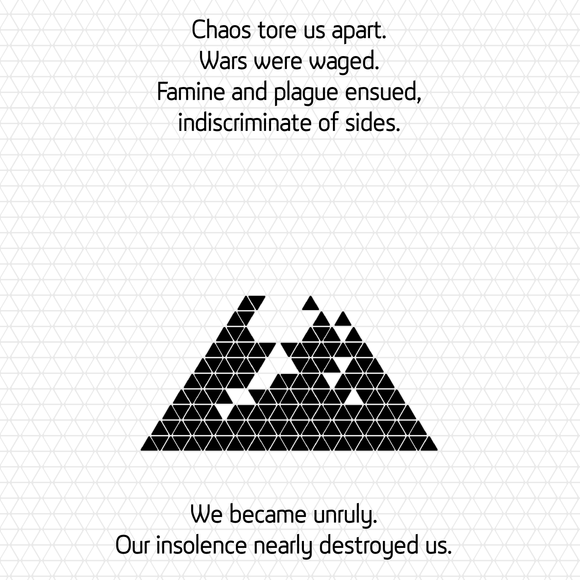 Chaos tore us apart.
Wars were waged.
Famine and plague ensued,
indiscriminate of sides.
We became unruly.
Our insolence nearly destroyed us.